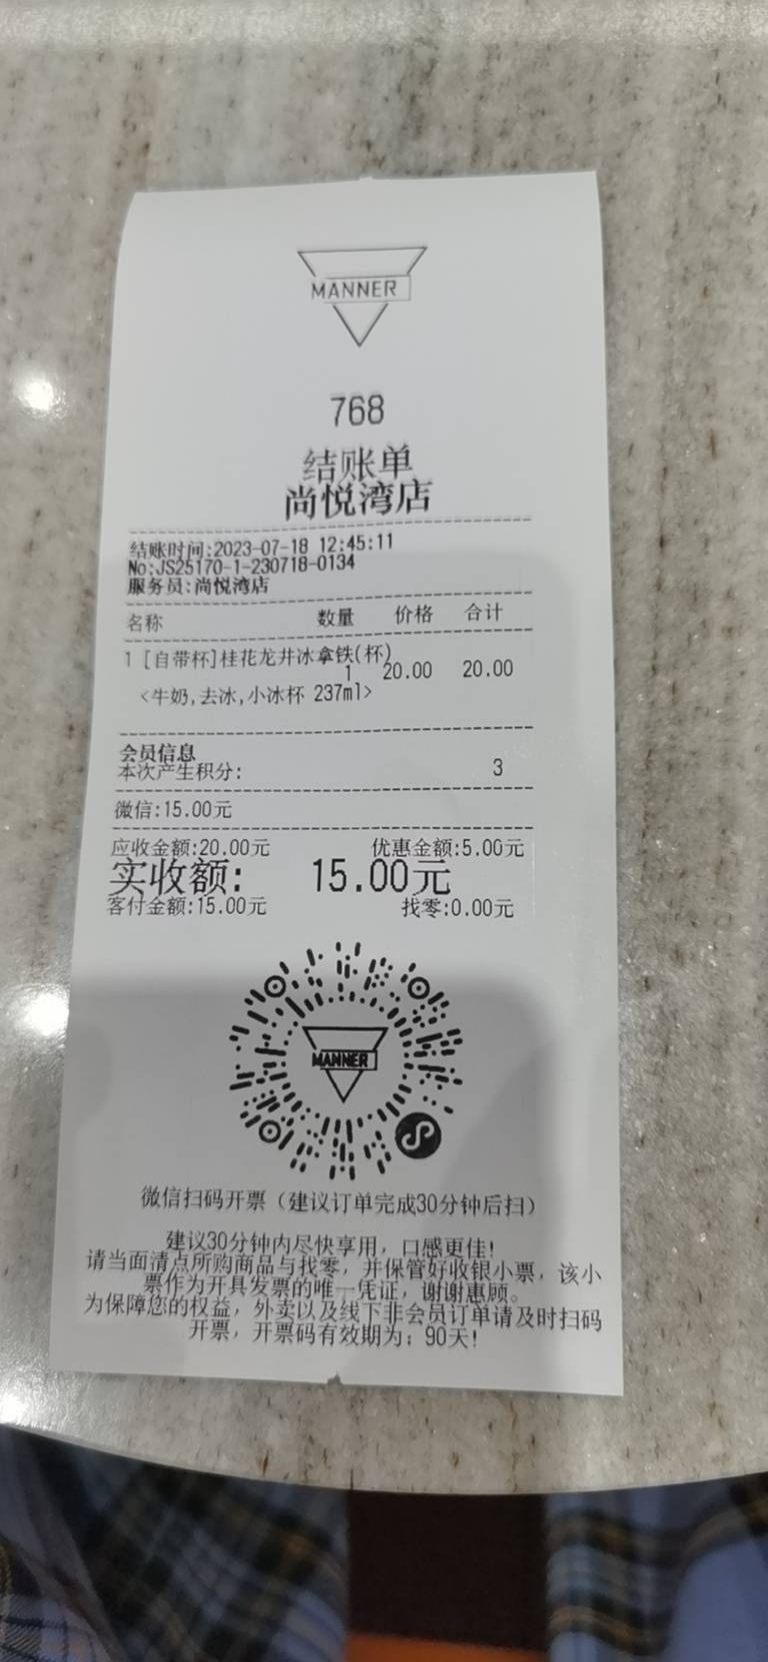 MANNER
768
结账单
尚悦湾店
结账时间:2023-07-18 12:45:11
No:JS25170-1-230718-0134
服务员:尚悦湾店
名称 数量 价格 合计
1 [自带杯]桂花龙井冰拿铁(杯)
1 20.00 20.00
<牛奶,去冰,小冰杯 237ml>
会员信息
本次产生积分: 3
微信:15.00元
应收金额:20.00元 优惠金额:5.00元
实收额: 15.00元
客付金额:15.00元 找零:0.00元
MANNER
微信扫码开票（建议订单完成30分钟后扫）
建议30分钟内尽快享用，口感更佳!
请当面清点所购商品与找零，并保管好收银小票，该小
票作为开具发票的唯一凭证，谢谢惠顾。
为保障您的权益，外卖以及线下非会员订单请及时扫码
开票，开票码有效期为：90天!